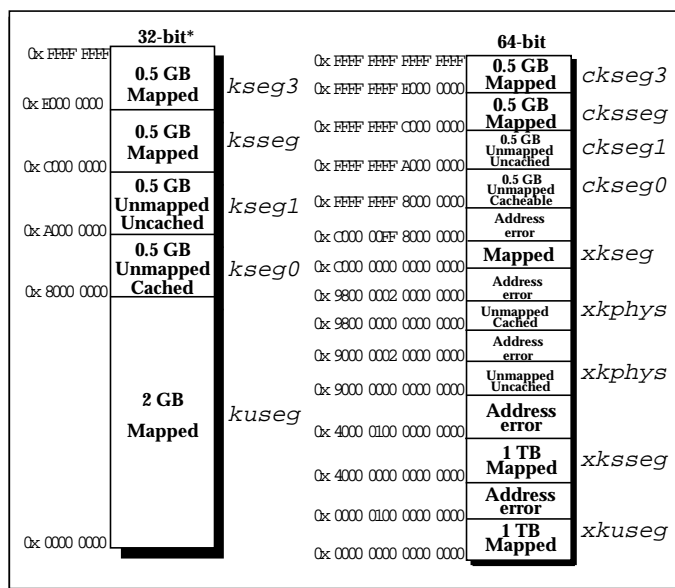 32-bit*
0x FFFF FFFF
0.5 GB
Mapped
kseg3
0x E000 0000
0.5 GB
Mapped
ksseg
0x C000 0000
0.5 GB
Unmapped
Uncached
kseg1
0x A000 0000
0.5 GB
Unmapped
Cached
kseg0
0x 8000 0000
2 GB
Mapped
kuseg
0x 0000 0000
64-bit
0x FFFF FFFF FFFF FFFF
0.5 GB
Mapped
ckseg3
0x FFFF FFFF E000 0000
0.5 GB
Mapped
cksseg
0x FFFF FFFF C000 0000
0.5 GB
Unmapped
Uncached
ckseg1
0x FFFF FFFF A000 0000
0.5 GB
Unmapped
Cacheable
ckseg0
0x FFFF FFFF 8000 0000
Address
error
0x C000 00FF 8000 0000
Mapped
xkseg
0x C000 0000 0000 0000
Address
error
0x 9800 0002 0000 0000
Unmapped
Cached
xkphys
0x 9800 0000 0000 0000
Address
error
0x 9000 0002 0000 0000
Unmapped
Uncached
xkphys
0x 9000 0000 0000 0000
Address
error
0x 4000 0100 0000 0000
1 TB
Mapped
xksseg
0x 4000 0000 0000 0000
Address
error
0x 0000 0100 0000 0000
1 TB
Mapped
xkuseg
0x 0000 0000 0000 0000